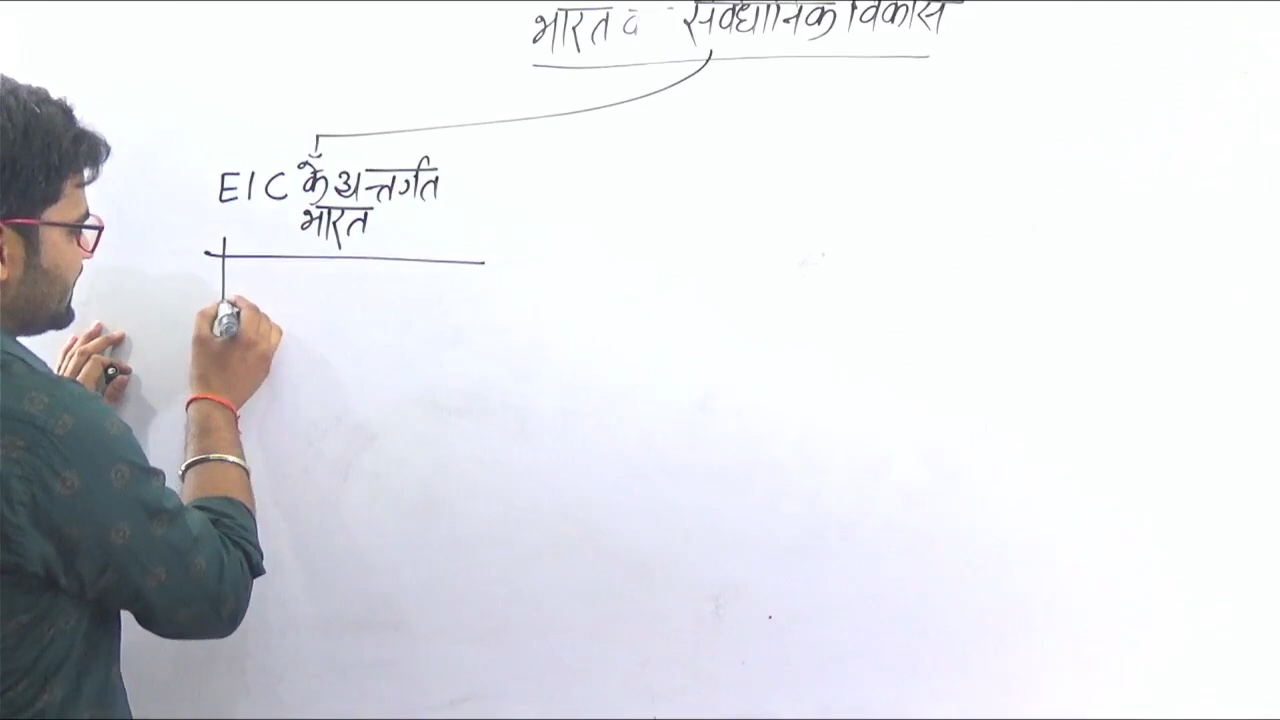 भारत का संवैधानिक विकास
EIC के अन्तर्गत
भारत